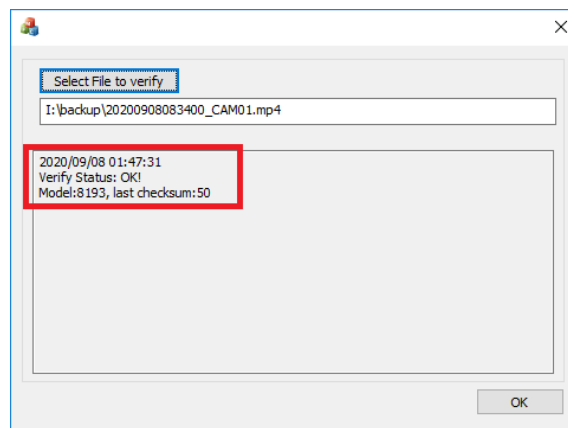 Select File to verify
I:\backup\20200908083400_CAM01.mp4
2020/09/08 01:47:31
Verify Status: OK!
Model:8193, last checksum:50
OK